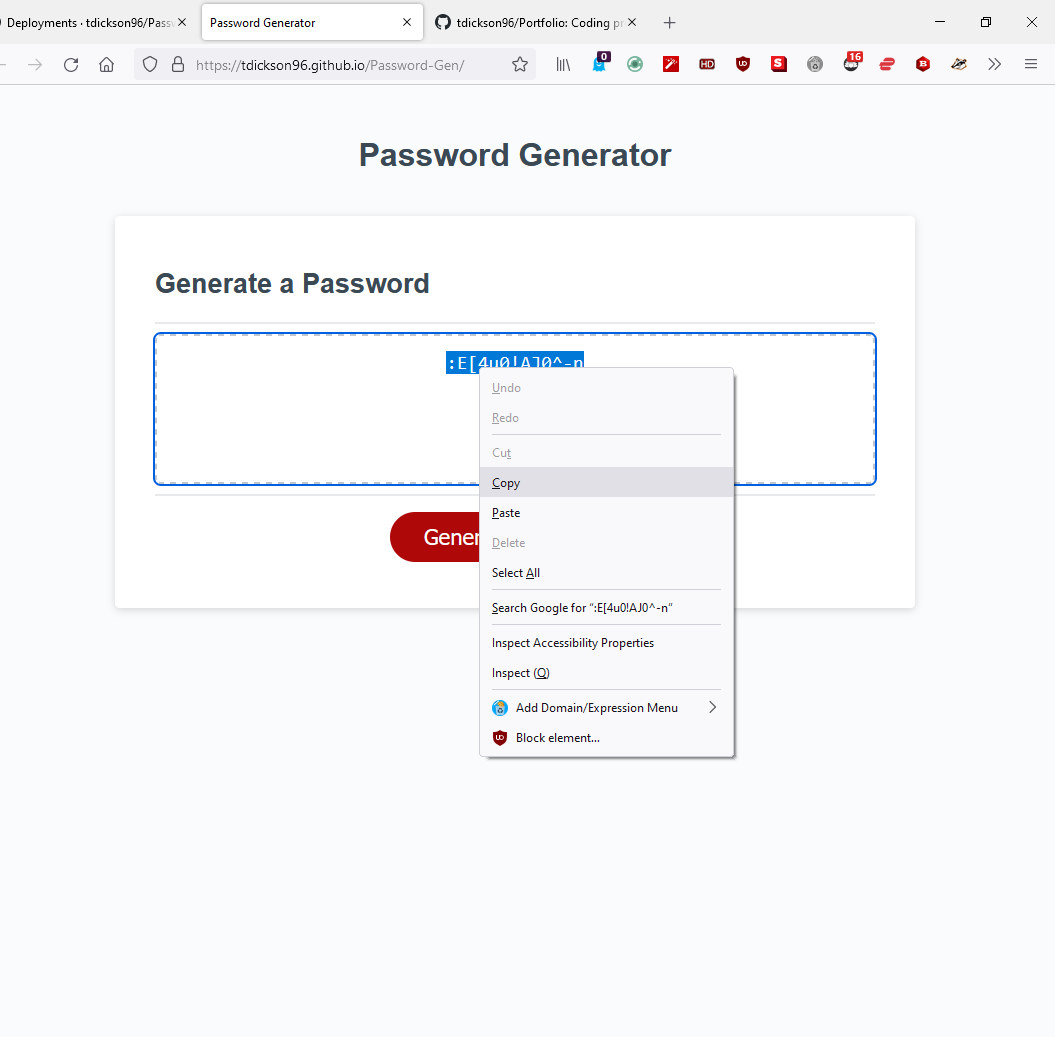 Deployments · tdickson96/Pass
Password Generator
tdickson96/Portfolio: Coding pr
https://tdickson96.github.io/Password-Gen/
0
HD
S
16
B
Password Generator
Generate a Password
:E[4u0!AJ0^-n
Gener
Undo
Redo
Cut
Copy
Paste
Delete
Select All
Search Google for “:E[4u0!AJ0^-n”
Inspect Accessibility Properties
Inspect (Q)
Add Domain/Expression Menu
Block element...